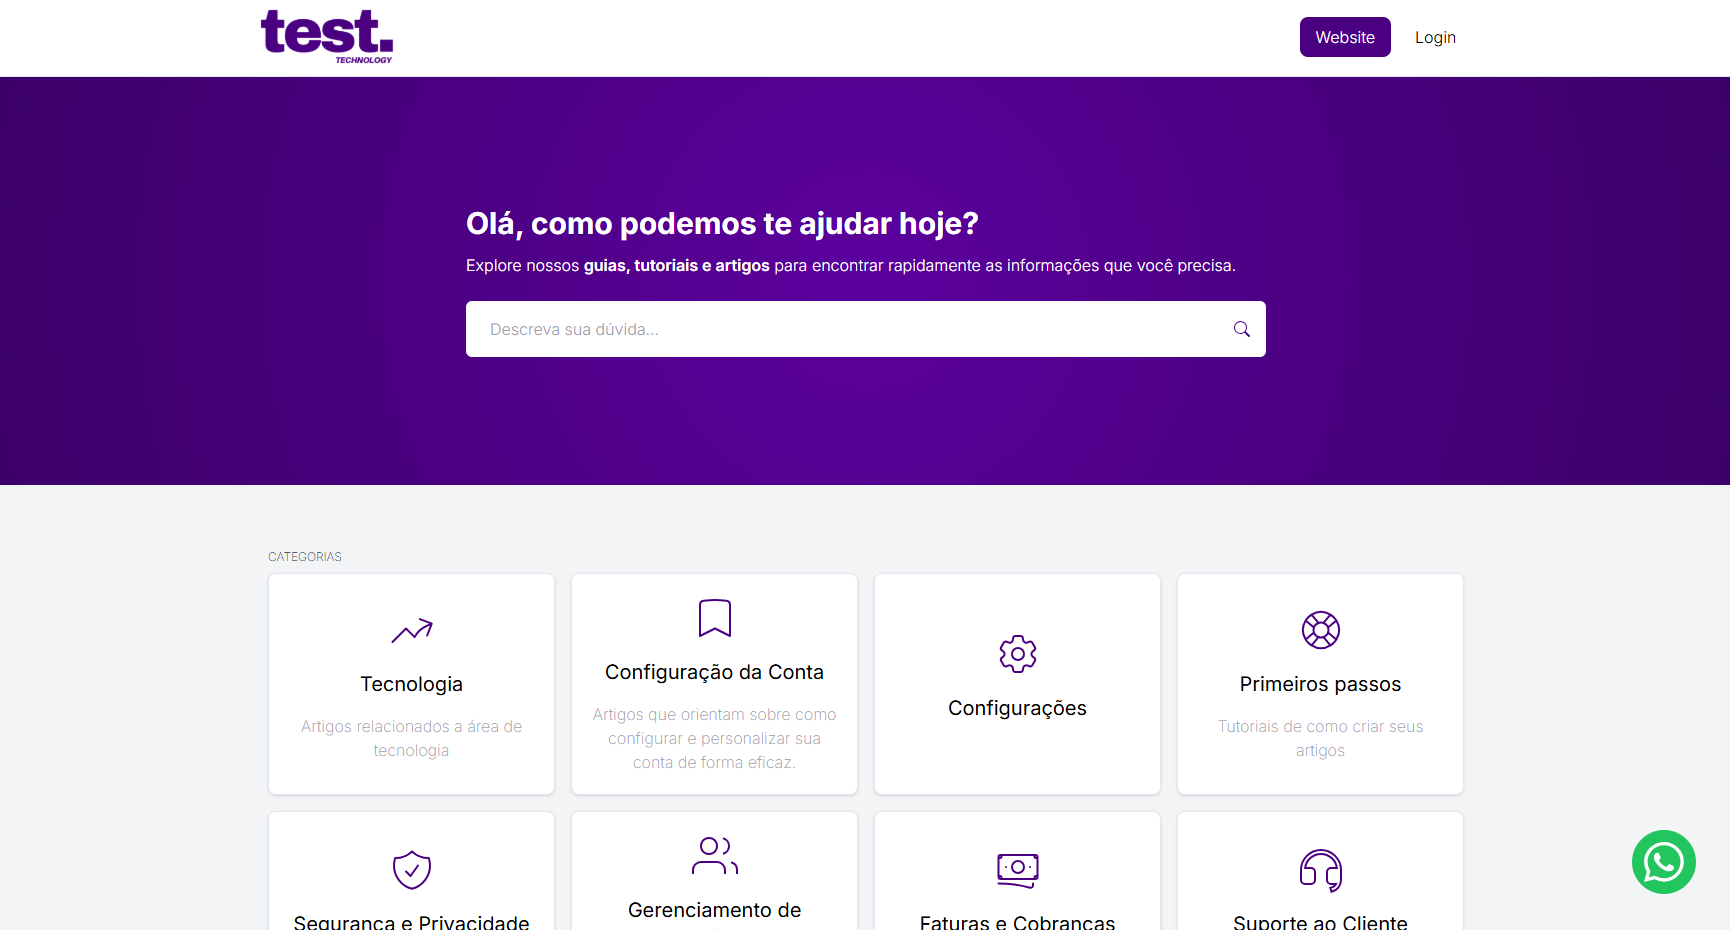 test.
TECHNOLOGY
Website
Login
Olá, como podemos te ajudar hoje?
Explore nossos guias, tutoriais e artigos para encontrar rapidamente as informações que você precisa.
Descreva sua dúvida...
CATEGORIAS
Tecnologia
Artigos relacionados a área de
tecnologia
Configuração da Conta
Artigos que orientam sobre como
configurar e personalizar sua
conta de forma eficaz.
Configurações
Primeiros passos
Tutoriais de como criar seus
artigos
Segurança e Privacidade
Gerenciamento de
Faturas e Cobranças
Suporte ao Cliente